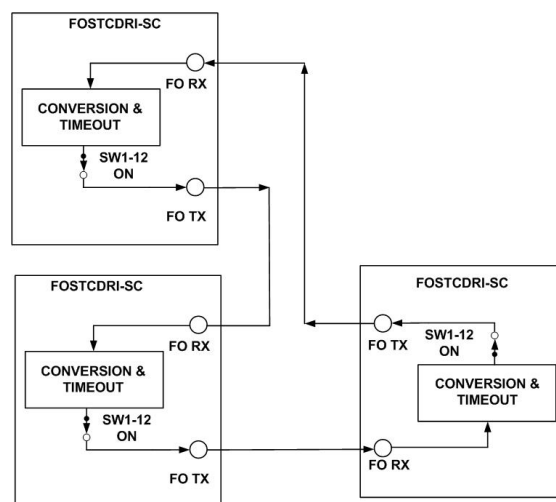 FOSTCDRI-SC
FO RX
CONVERSION &
TIMEOUT
SW1-12
ON
FO TX
FOSTCDRI-SC
FO RX
CONVERSION &
TIMEOUT
SW1-12
ON
FO TX
FOSTCDRI-SC
FO TX
SW1-12
ON
CONVERSION &
TIMEOUT
FO RX